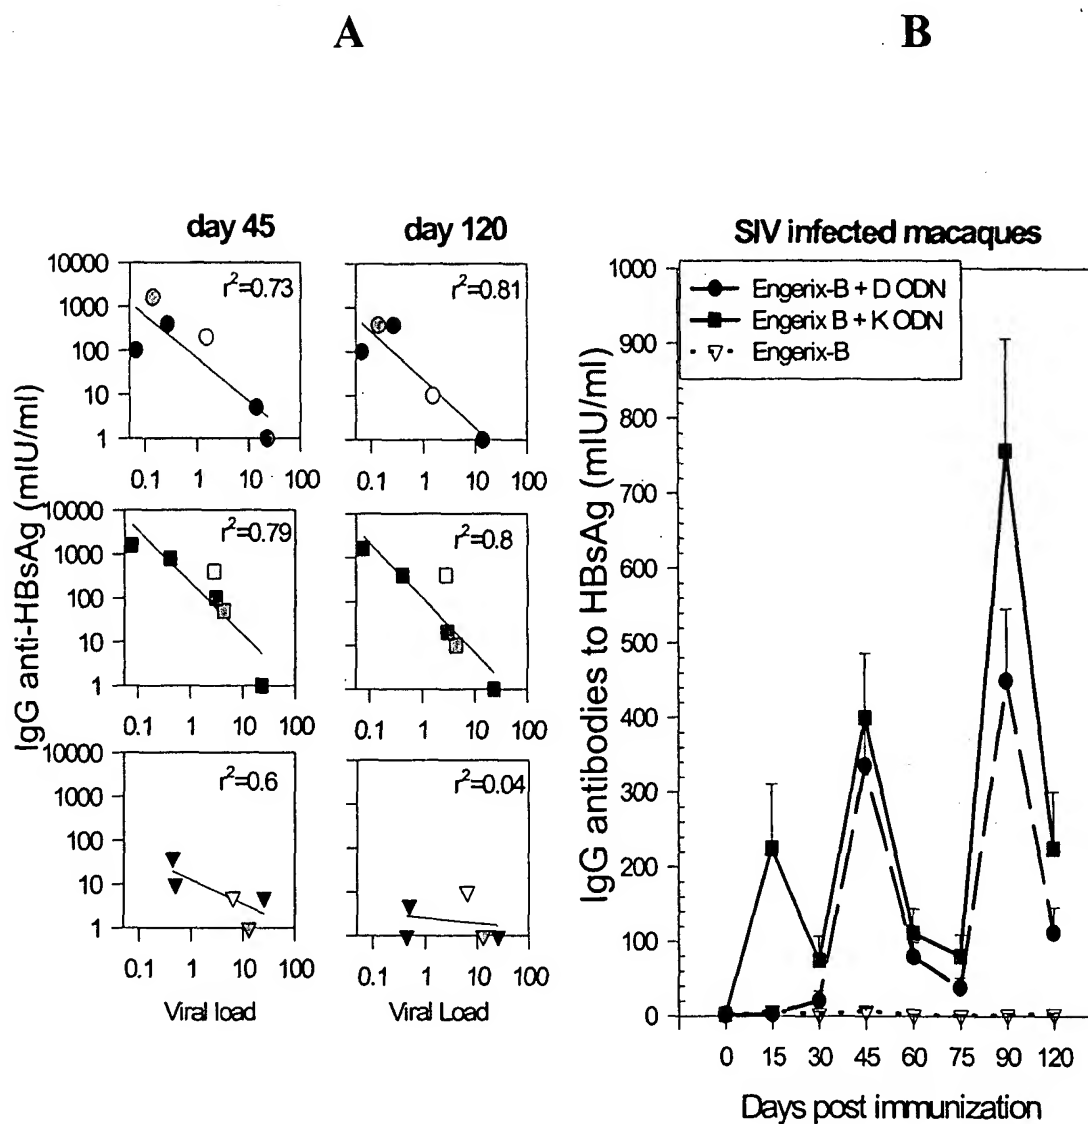 A
B
day 45
day 120
SIV infected macaques
IgG anti-HBsAg (mIU/ml)
10000
1000
100
10
1
r²=0.73
0.1 1 10 100
r²=0.81
0.1 1 10 100
10000
1000
100
10
1
r²=0.79
0.1 1 10 100
r²=0.8
0.1 1 10 100
10000
1000
100
10
1
r²=0.6
0.1 1 10 100
Viral load
r²=0.04
0.1 1 10 100
Viral Load
IgG antibodies to HBsAg (mIU/ml)
1000
900
800
700
600
500
400
300
200
100
0
Engerix-B + D ODN
Engerix B + K ODN
Engerix-B
0 15 30 45 60 75 90 120
Days post immunization